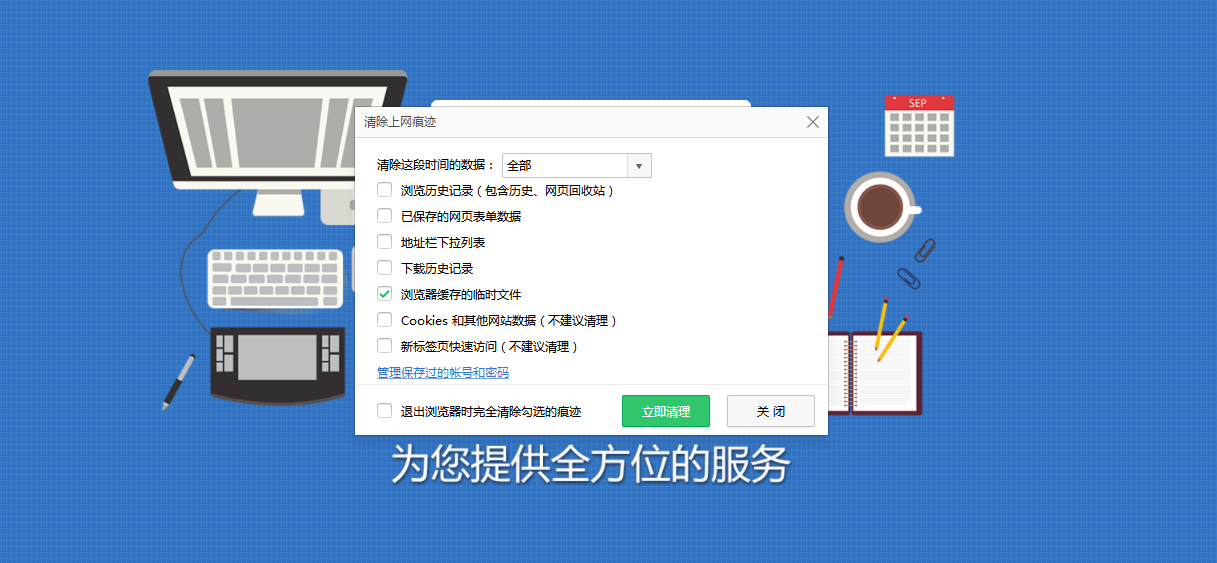 SEP
清除上网痕迹
清除这段时间的数据： 全部
浏览历史记录（包含历史、网页回收站）
已保存的网页表单数据
地址栏下拉列表
下载历史记录
浏览器缓存的临时文件
Cookies 和其他网站数据（不建议清理）
新标签页快速访问（不建议清理）
管理保存过的帐号和密码
退出浏览器时完全清除勾选的痕迹 立即清理 关 闭
为您提供全方位的服务